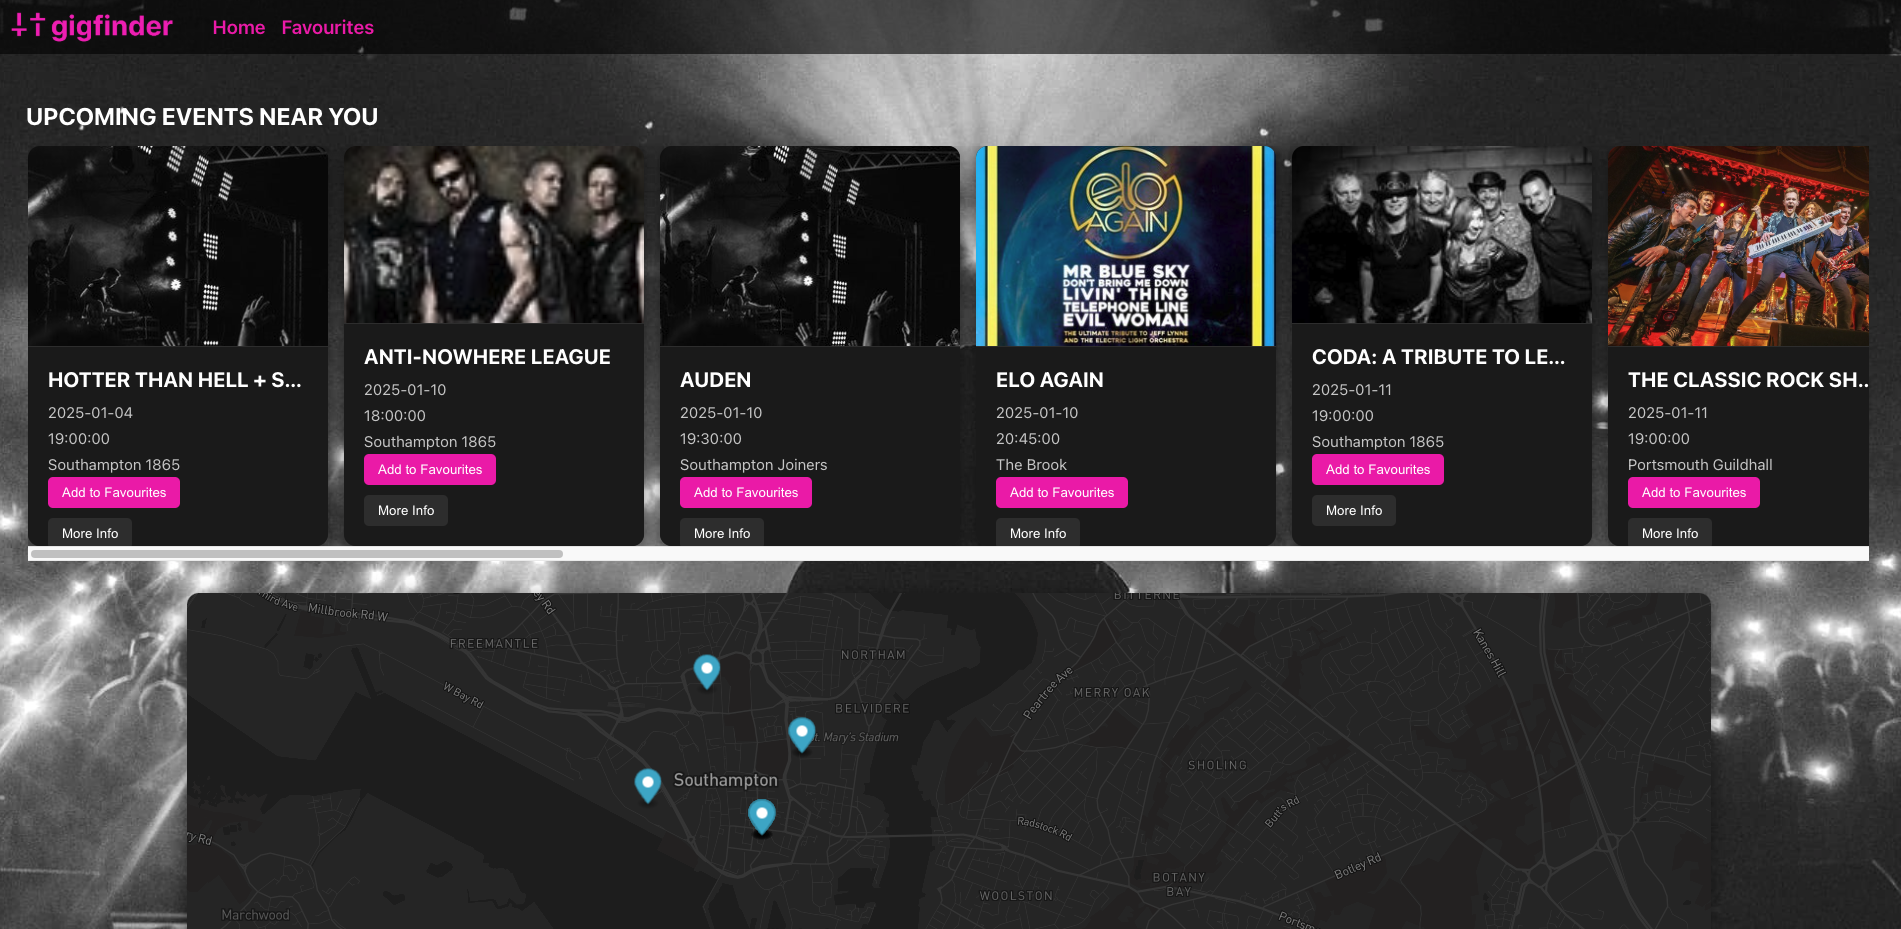 gigfinder Home Favourites
UPCOMING EVENTS NEAR YOU
HOTTER THAN HELL + S...
2025-01-04
19:00:00
Southampton 1865
Add to Favourites
More Info
ANTI-NOWHERE LEAGUE
2025-01-10
18:00:00
Southampton 1865
Add to Favourites
More Info
AUDEN
2025-01-10
19:30:00
Southampton Joiners
Add to Favourites
More Info
elo
AGAIN
MR BLUE SKY
DON'T BRING ME DOWN
LIVIN' THING
TELEPHONE LINE
EVIL WOMAN
THE ULTIMATE TRIBUTE TO JEFF LYNNE
AND THE ELECTRIC LIGHT ORCHESTRA
ELO AGAIN
2025-01-10
20:45:00
The Brook
Add to Favourites
More Info
CODA: A TRIBUTE TO LE...
2025-01-11
19:00:00
Southampton 1865
Add to Favourites
More Info
THE CLASSIC ROCK SH..
2025-01-11
19:00:00
Portsmouth Guildhall
Add to Favourites
More Info
hird Ave
Millbrook Rd W
ey Rd
BITTERNE
FREEMANTLE
NORTHAM
Kanes Hill
W Bay Rd
Peartree Ave
MERRY OAK
BELVIDERE
t. Mary's Stadium
SHOLING
Southampton
Butt's Rd
Radstock Rd
ry Rd
Botley Rd
BOTANY
BAY
WOOLSTON
Marchwood
Portsm